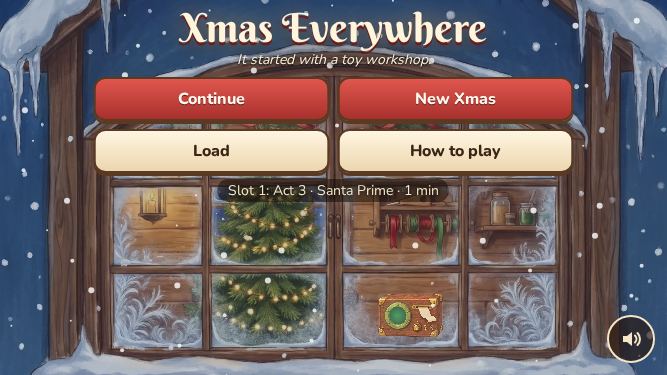 Xmas Everywhere
It started with a toy workshop.
Continue
New Xmas
Load
How to play
Slot 1: Act 3 · Santa Prime · 1 min